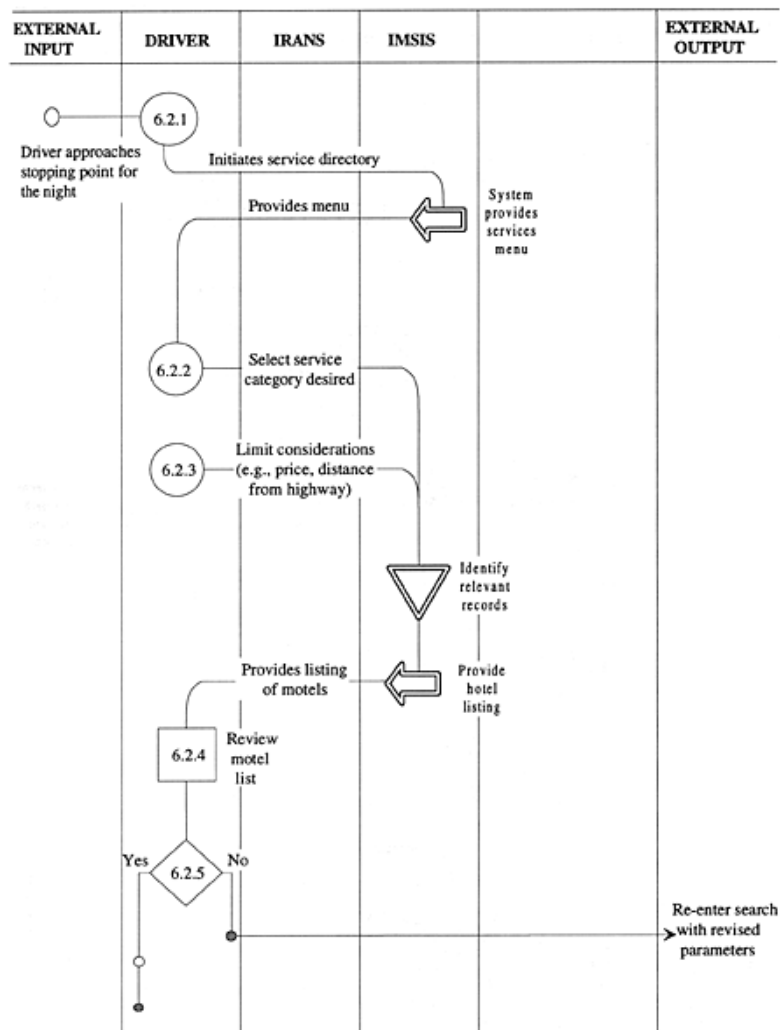 EXTERNAL
INPUT
DRIVER
IRANS
IMSIS
EXTERNAL
OUTPUT
6.2.1
Driver approaches
stopping point for
the night
Initiates service directory
Provides menu
System
provides
services
menu
6.2.2
Select service
category desired
6.2.3
Limit considerations
(e.g., price, distance
from highway)
Identify
relevant
records
Provides listing
of motels
Provide
hotel
listing
6.2.4
Review
motel
list
Yes
No
6.2.5
Re-enter search
with revised
parameters